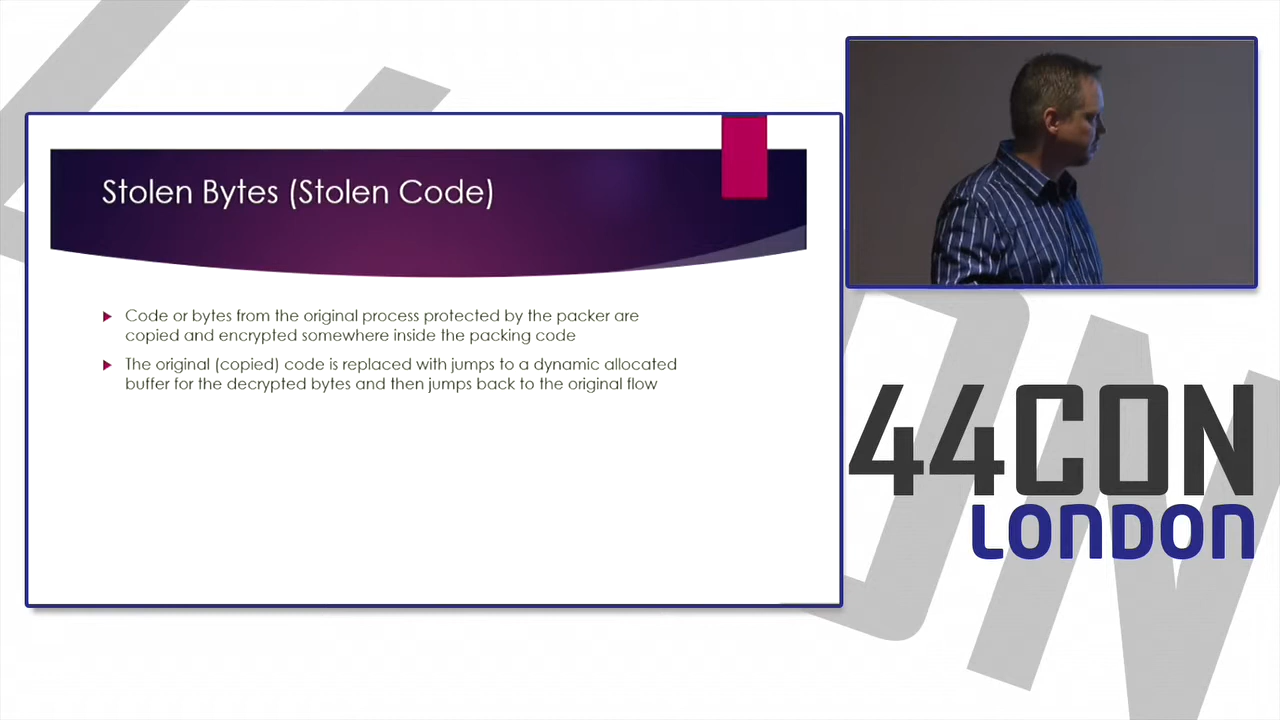 Stolen Bytes (Stolen Code)
Code or bytes from the original process protected by the packer are
copied and encrypted somewhere inside the packing code
The original (copied) code is replaced with jumps to a dynamic allocated
buffer for the decrypted bytes and then jumps back to the original flow
44CON
LONDON